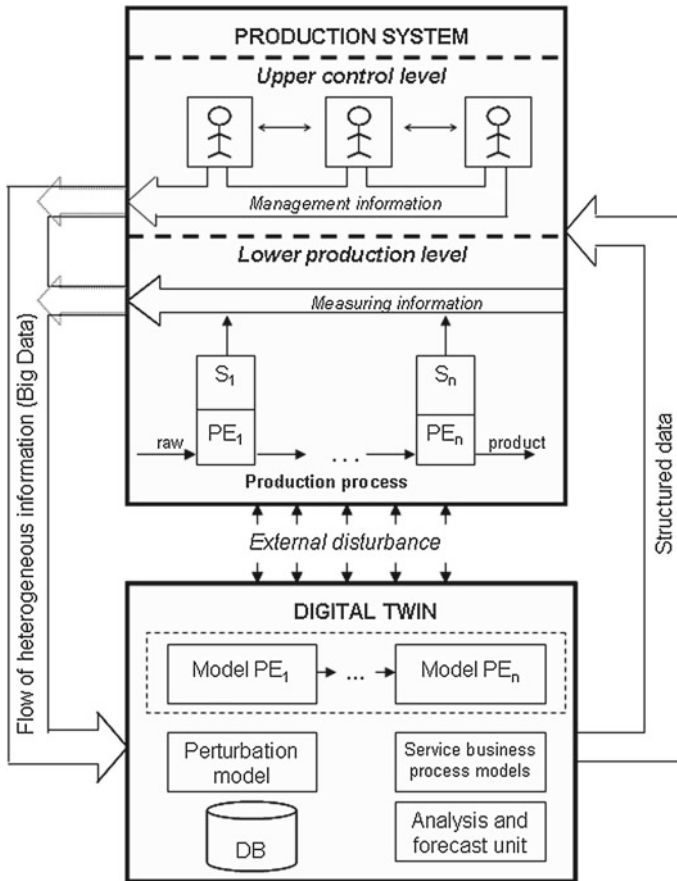 PRODUCTION SYSTEM
Upper control level
Management information
Lower production level
Measuring information
S₁
Sₙ
PE₁
PEₙ
raw
...
product
Production process
External disturbance
Flow of heterogeneous information (Big Data)
Structured data
DIGITAL TWIN
Model PE₁
...
Model PEₙ
Perturbation
model
Service business
process models
DB
Analysis and
forecast unit